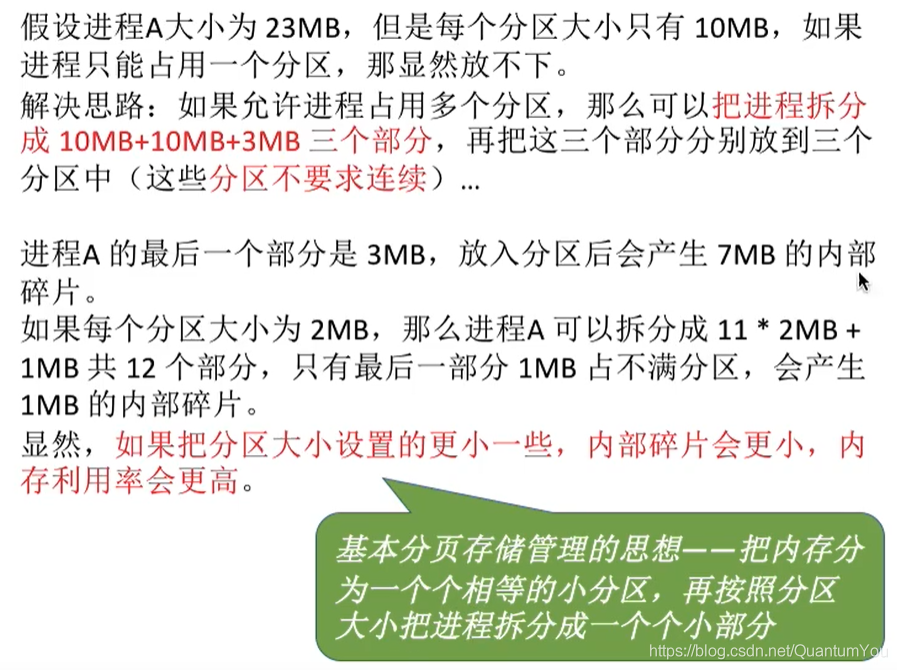 假设进程A大小为 23MB，但是每个分区大小只有 10MB，如果
进程只能占用一个分区，那显然放不下。
解决思路：如果允许进程占用多个分区，那么可以把进程拆分
成 10MB+10MB+3MB 三个部分，再把这三个部分分别放到三个
分区中（这些分区不要求连续）…
进程A 的最后一个部分是 3MB，放入分区后会产生 7MB 的内部
碎片。
如果每个分区大小为 2MB，那么进程A 可以拆分成 11 * 2MB +
1MB 共 12 个部分，只有最后一部分 1MB 占不满分区，会产生
1MB 的内部碎片。
显然，如果把分区大小设置的更小一些，内部碎片会更小，内
存利用率会更高。
基本分页存储管理的思想——把内存分
为一个个相等的小分区，再按照分区
大小把进程拆分成一个个小部分
https://blog.csdn.net/QuantumYou